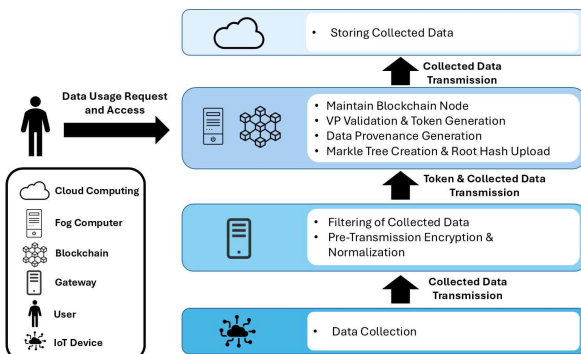 Storing Collected Data
Collected Data
Transmission
Data Usage Request
and Access
Maintain Blockchain Node
VP Validation & Token Generation
Data Provenance Generation
Markle Tree Creation & Root Hash Upload
Token & Collected Data
Transmission
Filtering of Collected Data
Pre-Transmission Encryption &
Normalization
Collected Data
Transmission
Data Collection
Cloud Computing
Fog Computer
Blockchain
Gateway
User
IoT Device